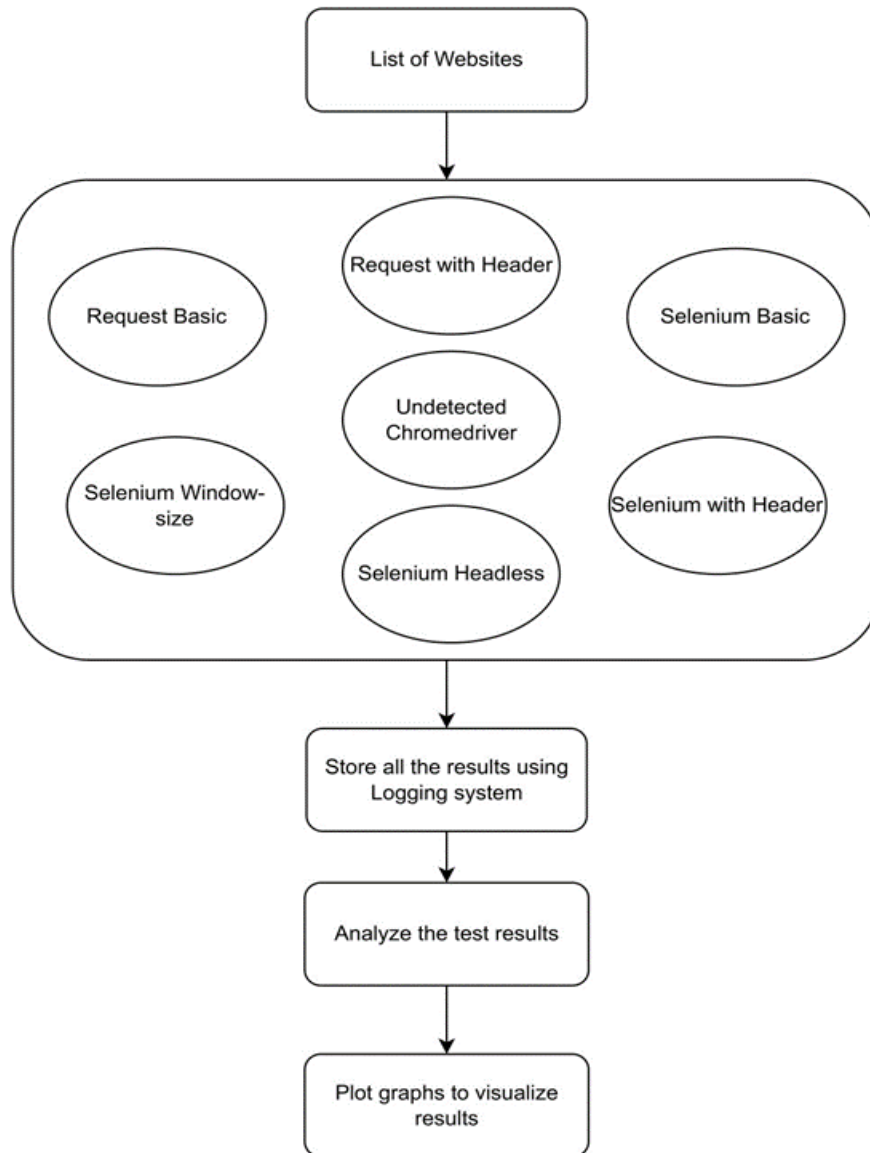 List of Websites
Request with Header
Request Basic
Selenium Basic
Undetected
Chromedriver
Selenium Window-
size
Selenium with Header
Selenium Headless
Store all the results using
Logging system
Analyze the test results
Plot graphs to visualize
results